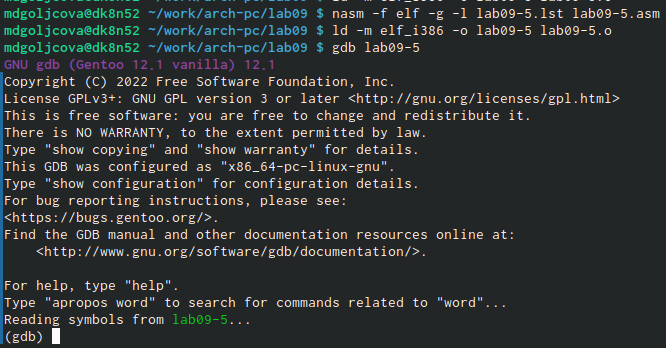 mdgoljcova@dk8n52 ~/work/arch-pc/lab09 $ nasm -f elf -g -l lab09-5.lst lab09-5.asm
mdgoljcova@dk8n52 ~/work/arch-pc/lab09 $ ld -m elf_i386 -o lab09-5 lab09-5.o
mdgoljcova@dk8n52 ~/work/arch-pc/lab09 $ gdb lab09-5
GNU gdb (Gentoo 12.1 vanilla) 12.1
Copyright (C) 2022 Free Software Foundation, Inc.
License GPLv3+: GNU GPL version 3 or later <http://gnu.org/licenses/gpl.html>
This is free software: you are free to change and redistribute it.
There is NO WARRANTY, to the extent permitted by law.
Type "show copying" and "show warranty" for details.
This GDB was configured as "x86_64-pc-linux-gnu".
Type "show configuration" for configuration details.
For bug reporting instructions, please see:
<https://bugs.gentoo.org/>.
Find the GDB manual and other documentation resources online at:
    <http://www.gnu.org/software/gdb/documentation/>.

For help, type "help".
Type "apropos word" to search for commands related to "word"...
Reading symbols from lab09-5...
(gdb)